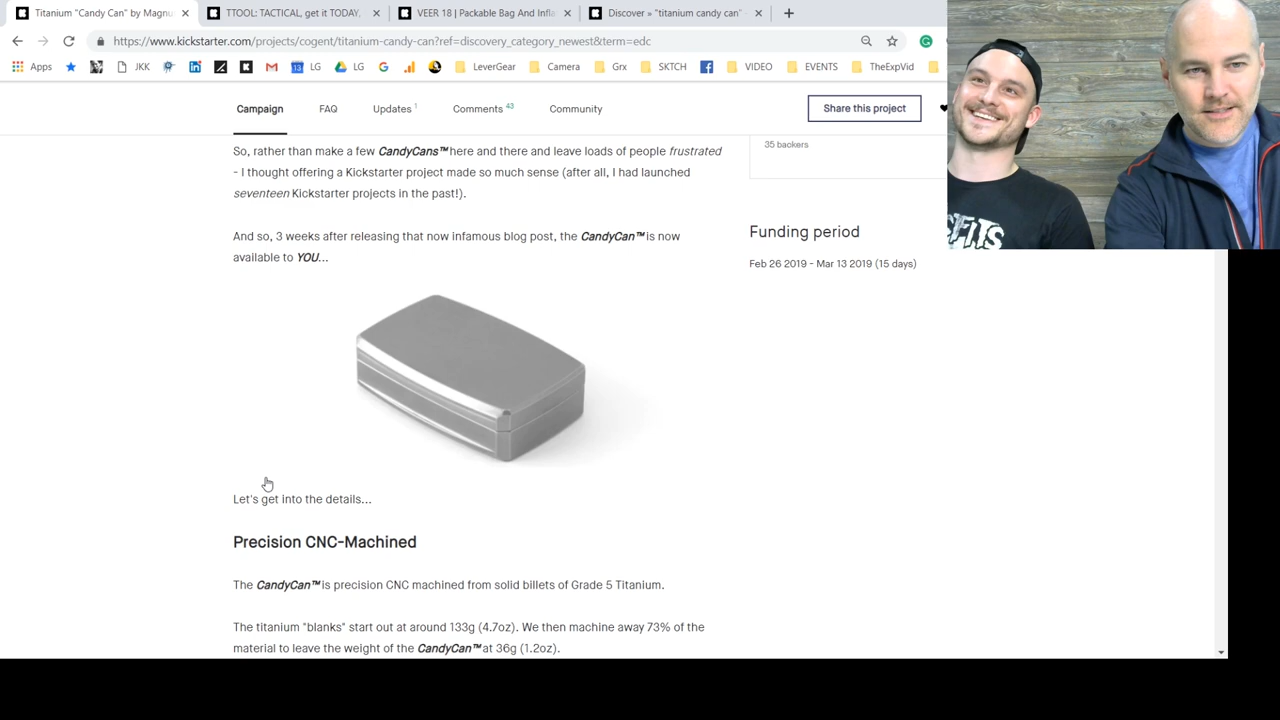 Titanium "Candy Can" by Magnu
TTOOL: TACTICAL, get it TODAY,
VEER 18 | Packable Bag And Infla
Discover » "titanium candy can" -
https://www.kickstarter.com/projects/cogent/titanium-candy-can?ref=discovery_category_newest&term=edc
Apps
JKK
13
LG
LG
LeverGear
Camera
Grx
SKTCH
VIDEO
EVENTS
TheExpVid
Campaign
FAQ
Updates 1
Comments 43
Community
Share this project
35 backers
So, rather than make a few CandyCans™ here and there and leave loads of people frustrated
- I thought offering a Kickstarter project made so much sense (after all, I had launched
seventeen Kickstarter projects in the past!).
And so, 3 weeks after releasing that now infamous blog post, the CandyCan™ is now
available to YOU...
Funding period
Feb 26 2019 - Mar 13 2019 (15 days)
Let's get into the details...
Precision CNC-Machined
The CandyCan™ is precision CNC machined from solid billets of Grade 5 Titanium.
The titanium "blanks" start out at around 133g (4.7oz). We then machine away 73% of the
material to leave the weight of the CandyCan™ at 36g (1.2oz).